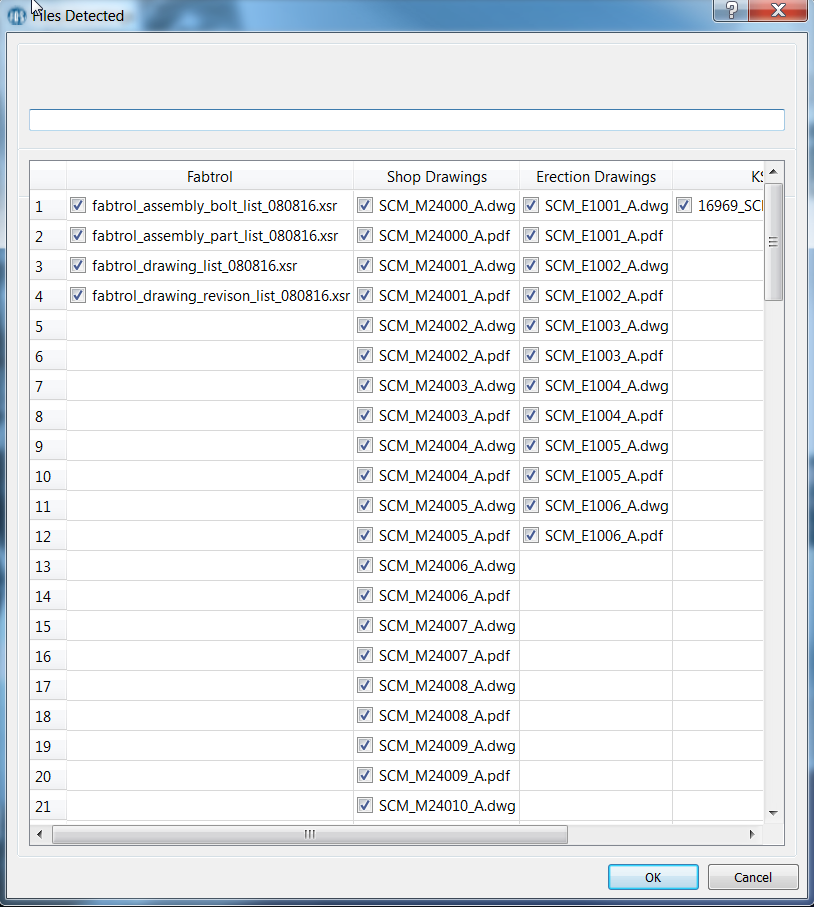 Files Detected
Fabtrol Shop Drawings Erection Drawings KS
1 fabtrol_assembly_bolt_list_080816.xsr SCM_M24000_A.dwg SCM_E1001_A.dwg 16969_SCM
2 fabtrol_assembly_part_list_080816.xsr SCM_M24000_A.pdf SCM_E1001_A.pdf
3 fabtrol_drawing_list_080816.xsr SCM_M24001_A.dwg SCM_E1002_A.dwg
4 fabtrol_drawing_revison_list_080816.xsr SCM_M24001_A.pdf SCM_E1002_A.pdf
5 SCM_M24002_A.dwg SCM_E1003_A.dwg
6 SCM_M24002_A.pdf SCM_E1003_A.pdf
7 SCM_M24003_A.dwg SCM_E1004_A.dwg
8 SCM_M24003_A.pdf SCM_E1004_A.pdf
9 SCM_M24004_A.dwg SCM_E1005_A.dwg
10 SCM_M24004_A.pdf SCM_E1005_A.pdf
11 SCM_M24005_A.dwg SCM_E1006_A.dwg
12 SCM_M24005_A.pdf SCM_E1006_A.pdf
13 SCM_M24006_A.dwg
14 SCM_M24006_A.pdf
15 SCM_M24007_A.dwg
16 SCM_M24007_A.pdf
17 SCM_M24008_A.dwg
18 SCM_M24008_A.pdf
19 SCM_M24009_A.dwg
20 SCM_M24009_A.pdf
21 SCM_M24010_A.dwg
OK Cancel